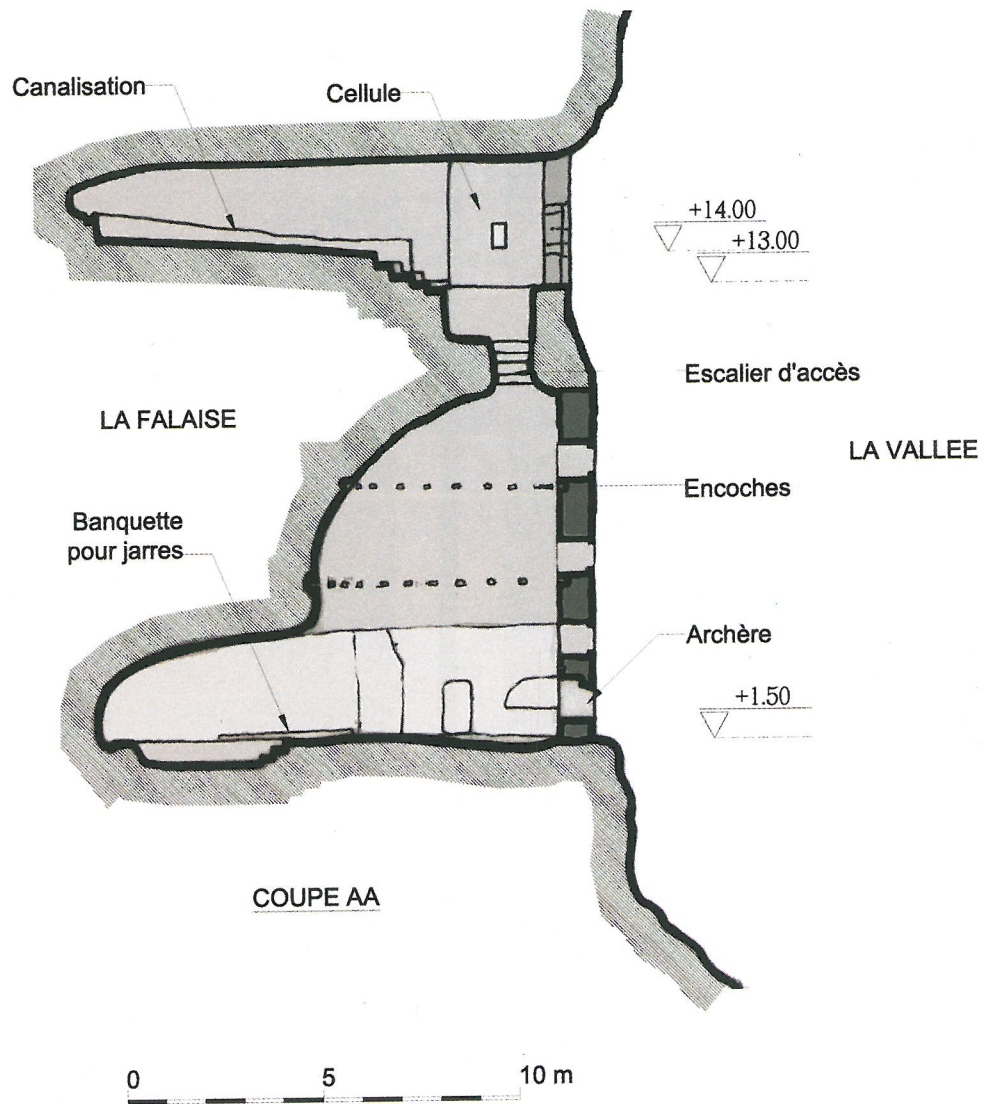 Canalisation
Cellule
+14.00
+13.00
Escalier d'accès
LA FALAISE
LA VALLEE
Encoches
Banquette
pour jarres
Archère
+1.50
COUPE AA
0 5 10 m